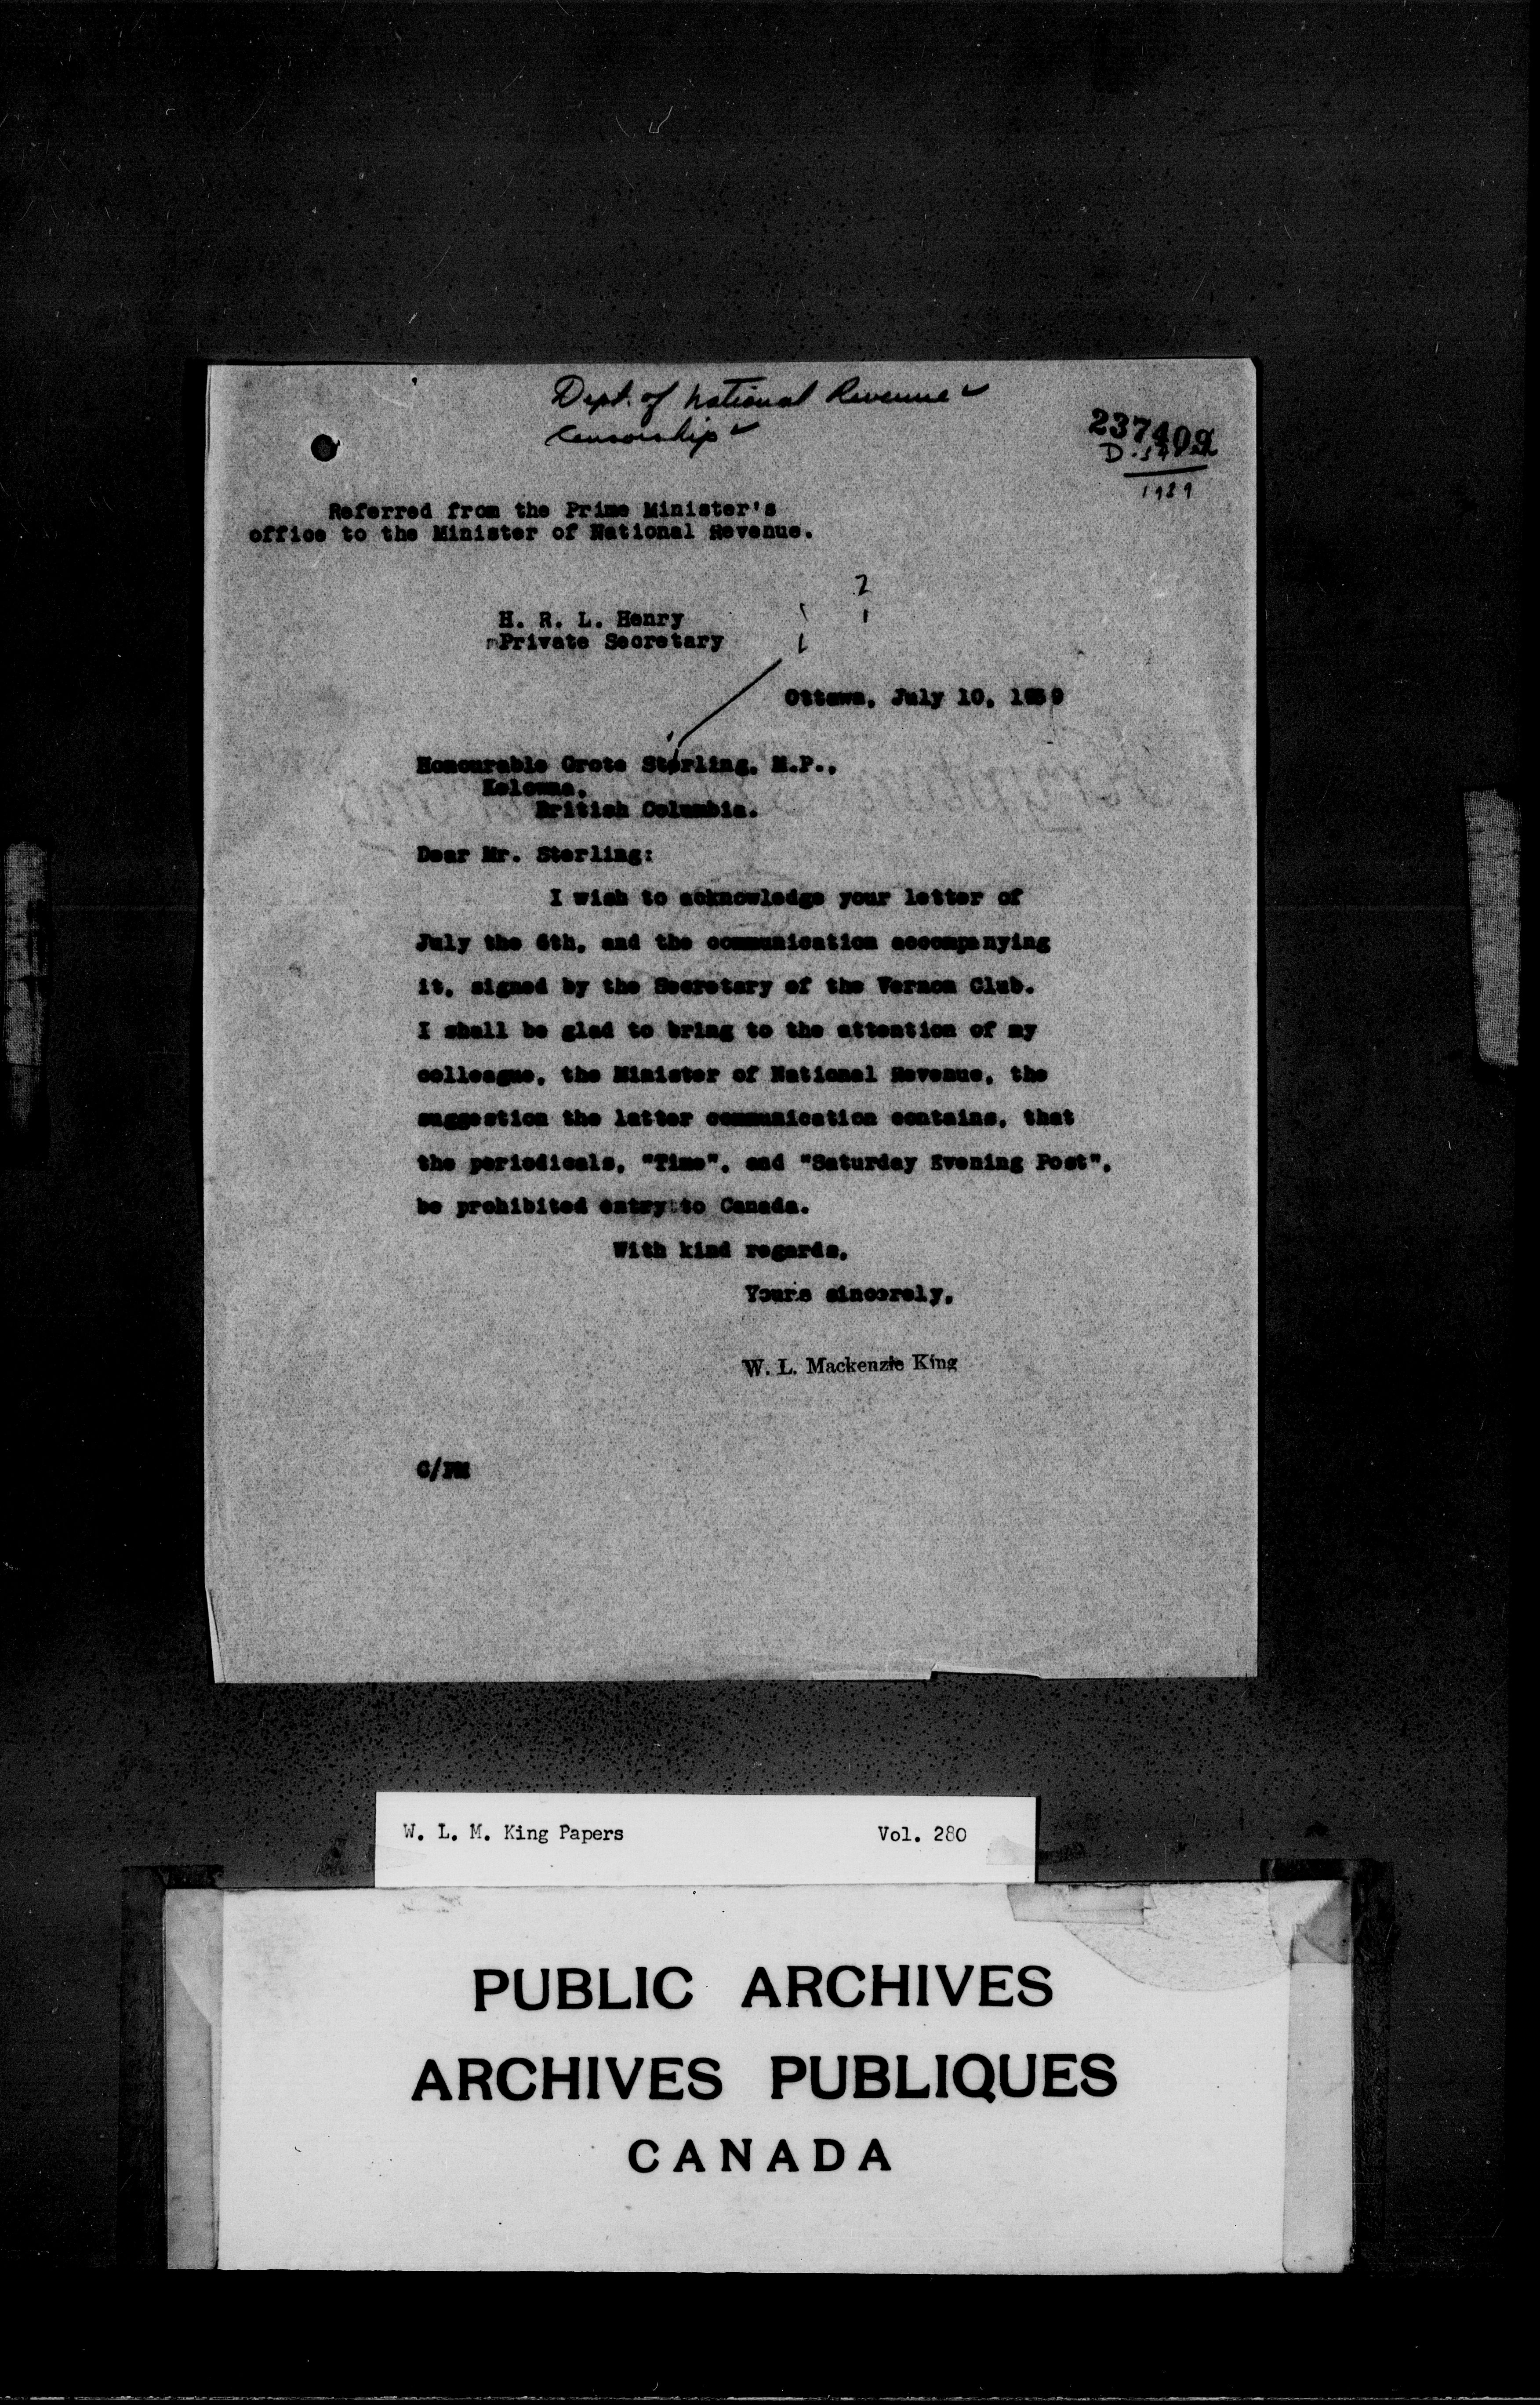 Dept. of National Revenue
Censorship
237402
D-
1939
Referred from the Prime Minister's
office to the Minister of National Revenue.
H. R. L. Henry
Private Secretary
Ottawa, July 10, 1939
Honourable Grote Sterling, M.P.,
Kelowna,
British Columbia.
Dear Mr. Sterling:
I wish to acknowledge your letter of
July the 6th, and the communication accompanying
it, signed by the Secretary of the Vernon Club.
I shall be glad to bring to the attention of my
colleague, the Minister of National Revenue, the
suggestion the latter communication contains, that
the periodicals, "Time", and "Saturday Evening Post",
be prohibited entry to Canada.
With kind regards,
Yours sincerely,
W. L. Mackenzie King
W. L. M. King Papers Vol. 280
PUBLIC ARCHIVES
ARCHIVES PUBLIQUES
CANADA